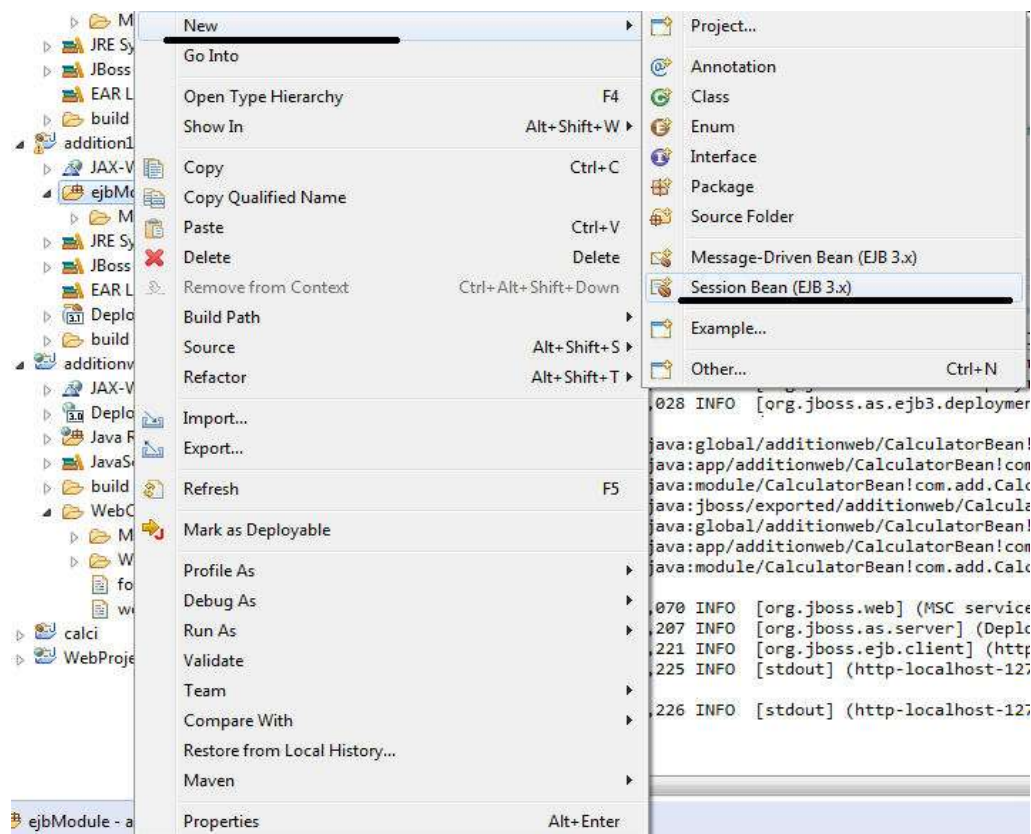 M
JRE Sy
JBoss
EAR L
build
addition1
JAX-W
ejbMo
M
JRE Sy
JBoss
EAR L
Deplo
build
additionw
JAX-W
Deplo
Java R
JavaSc
build
WebC
M
W
fo
we
calci
WebProje
New
Go Into
Open Type Hierarchy F4
Show In Alt+Shift+W
Copy Ctrl+C
Copy Qualified Name
Paste Ctrl+V
Delete Delete
Remove from Context Ctrl+Alt+Shift+Down
Build Path
Source Alt+Shift+S
Refactor Alt+Shift+T
Import...
Export...
Refresh F5
Mark as Deployable
Profile As
Debug As
Run As
Validate
Team
Compare With
Restore from Local History...
Maven
Properties Alt+Enter
Project...
Annotation
Class
Enum
Interface
Package
Source Folder
Message-Driven Bean (EJB 3.x)
Session Bean (EJB 3.x)
Example...
Other... Ctrl+N
,028 INFO [org.jboss.as.ejb3.deploymen
java:global/additionweb/CalculatorBean!
java:app/additionweb/CalculatorBean!com
java:module/CalculatorBean!com.add.Calc
java:jboss/exported/additionweb/Calcula
java:global/additionweb/CalculatorBean!
java:app/additionweb/CalculatorBean!com
java:module/CalculatorBean!com.add.Calc
,070 INFO [org.jboss.web] (MSC service
,207 INFO [org.jboss.as.server] (Deplo
,221 INFO [org.jboss.ejb.client] (http
,225 INFO [stdout] (http-localhost-127
,226 INFO [stdout] (http-localhost-127
ejbModule - a